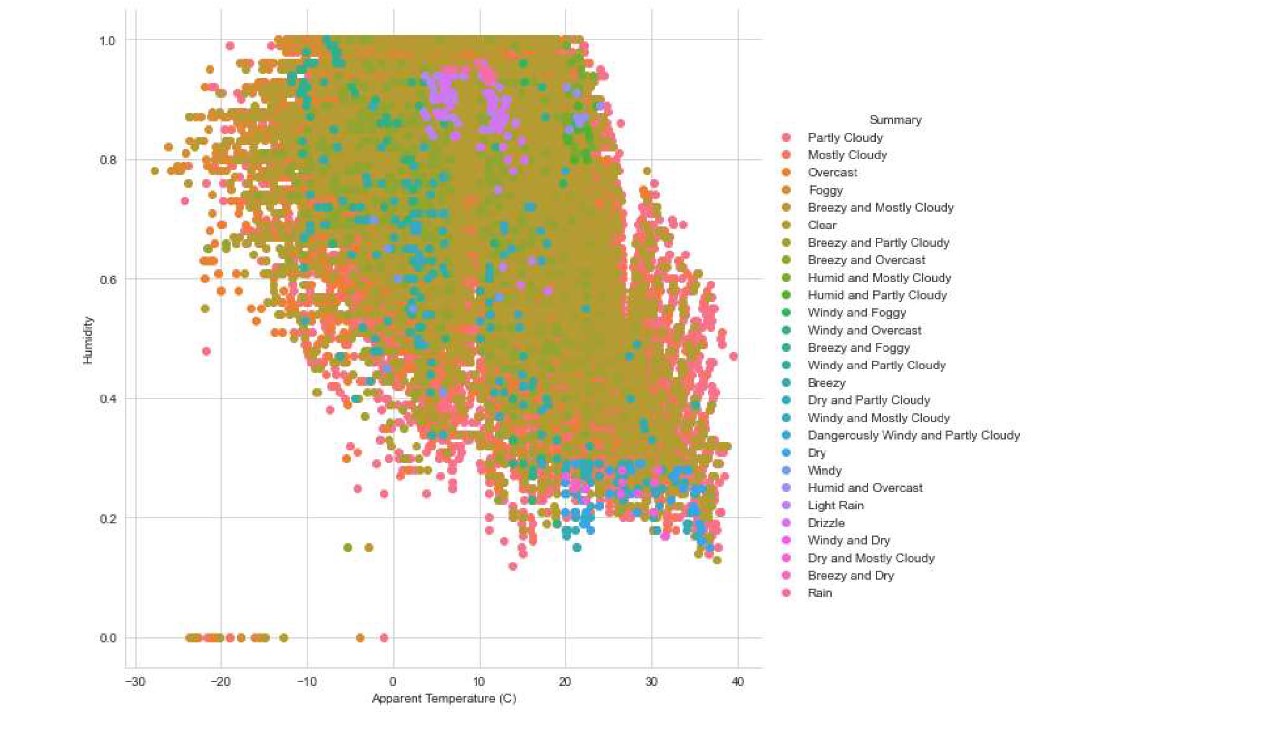 1.0
0.8
0.6
0.4
0.2
0.0
Humidity
−30
−20
−10
0
10
20
30
40
Apparent Temperature (C)
Summary
Partly Cloudy
Mostly Cloudy
Overcast
Foggy
Breezy and Mostly Cloudy
Clear
Breezy and Partly Cloudy
Breezy and Overcast
Humid and Mostly Cloudy
Humid and Partly Cloudy
Windy and Foggy
Windy and Overcast
Breezy and Foggy
Windy and Partly Cloudy
Breezy
Dry and Partly Cloudy
Windy and Mostly Cloudy
Dangerously Windy and Partly Cloudy
Dry
Windy
Humid and Overcast
Light Rain
Drizzle
Windy and Dry
Dry and Mostly Cloudy
Breezy and Dry
Rain